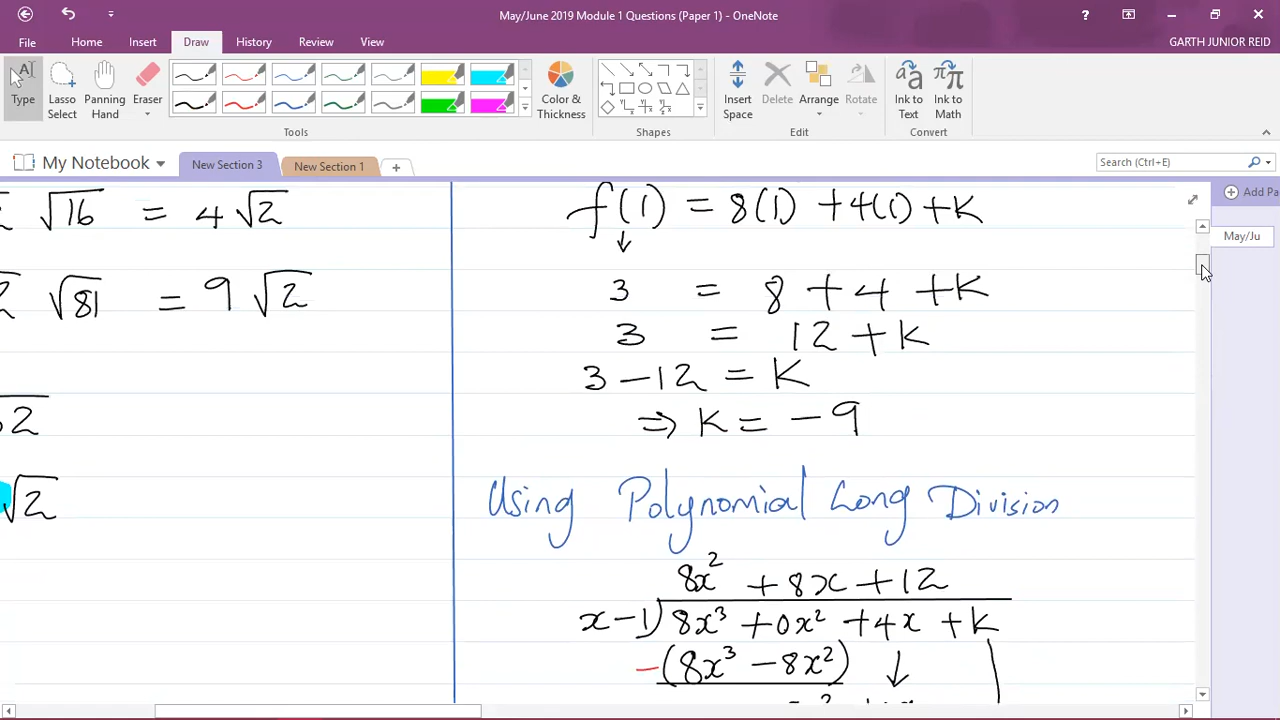 May/June 2019 Module 1 Questions (Paper 1) - OneNote
File Home Insert Draw History Review View
GARTH JUNIOR REID
Type
Lasso Select
Panning Hand
Eraser
Color & Thickness
Insert Space
Delete
Arrange
Rotate
Ink to Text
Ink to Math
Tools
Shapes
Edit
Convert
My Notebook
New Section 3
New Section 1
Search (Ctrl+E)
Add Pa
May/Ju
√16 = 4√2
√81 = 9√2
2
√2
f(1) = 8(1) + 4(1) + K
3 = 8 + 4 + K
3 = 12 + K
3 - 12 = K
⇒ K = -9
Using Polynomial Long Division
8x² + 8x + 12
x - 1) 8x³ + 0x² + 4x + K
-(8x³ - 8x²)